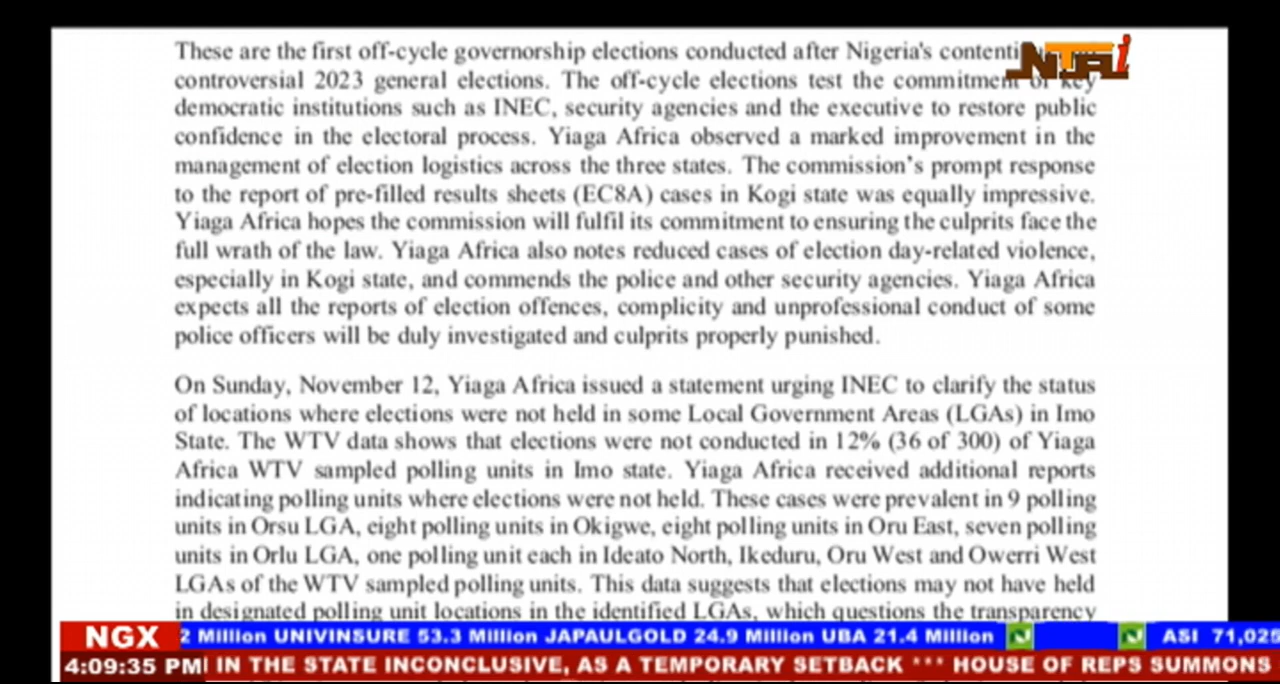 These are the first off-cycle governorship elections conducted after Nigeria's contenti
controversial 2023 general elections. The off-cycle elections test the commitment of key
democratic institutions such as INEC, security agencies and the executive to restore public
confidence in the electoral process. Yiaga Africa observed a marked improvement in the
management of election logistics across the three states. The commission's prompt response
to the report of pre-filled results sheets (EC8A) cases in Kogi state was equally impressive.
Yiaga Africa hopes the commission will fulfil its commitment to ensuring the culprits face the
full wrath of the law. Yiaga Africa also notes reduced cases of election day-related violence,
especially in Kogi state, and commends the police and other security agencies. Yiaga Africa
expects all the reports of election offences, complicity and unprofessional conduct of some
police officers will be duly investigated and culprits properly punished.
On Sunday, November 12, Yiaga Africa issued a statement urging INEC to clarify the status
of locations where elections were not held in some Local Government Areas (LGAs) in Imo
State. The WTV data shows that elections were not conducted in 12% (36 of 300) of Yiaga
Africa WTV sampled polling units in Imo state. Yiaga Africa received additional reports
indicating polling units where elections were not held. These cases were prevalent in 9 polling
units in Orsu LGA, eight polling units in Okigwe, eight polling units in Oru East, seven polling
units in Orlu LGA, one polling unit each in Ideato North, Ikeduru, Oru West and Owerri West
LGAs of the WTV sampled polling units. This data suggests that elections may not have held
in designated polling unit locations in the identified LGAs, which questions the transparency
NTAi
NGX 2 Million UNIVINSURE 53.3 Million JAPAULGOLD 24.9 Million UBA 21.4 Million N N ASI 71,025
4:09:35 PM IN THE STATE INCONCLUSIVE, AS A TEMPORARY SETBACK *** HOUSE OF REPS SUMMONS